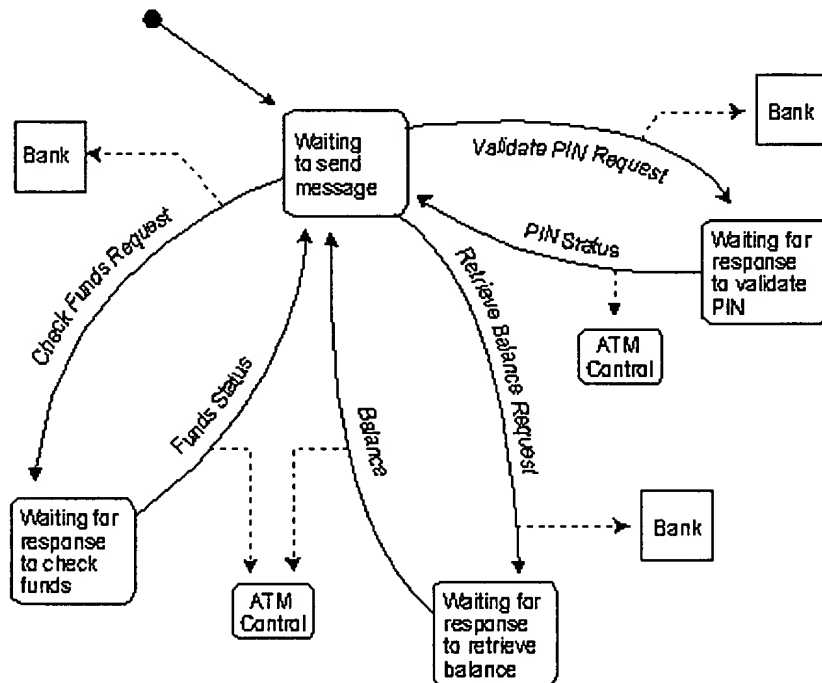 Bank
Bank
Waiting
to send
message
Validate PIN Request
PIN Status
Waiting for
response
to validate
PIN
ATM
Control
Check Funds Request
Funds Status
Balance
Retrieve Balance Request
Bank
Waiting for
response
to check
funds
ATM
Control
Waiting for
response
to retrieve
balance